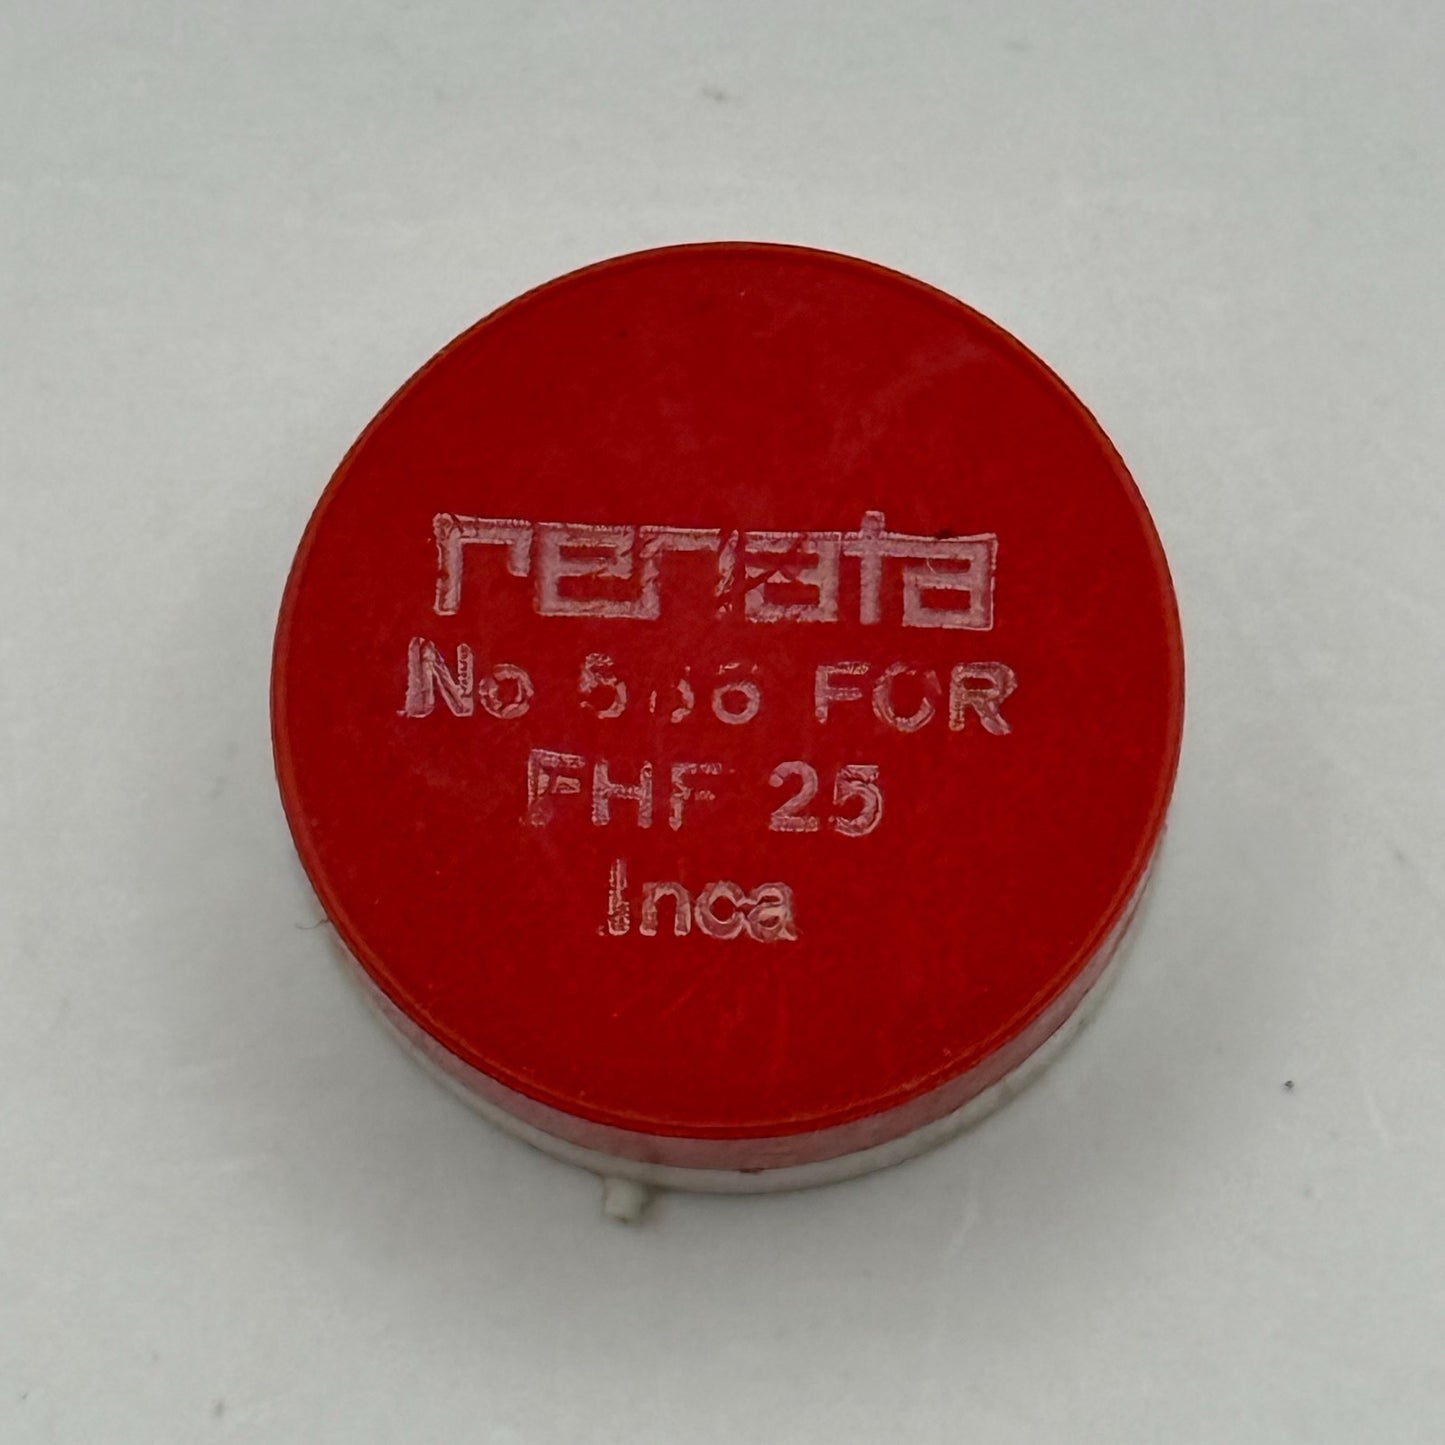 renata
No FOR
FHF 25
Inca